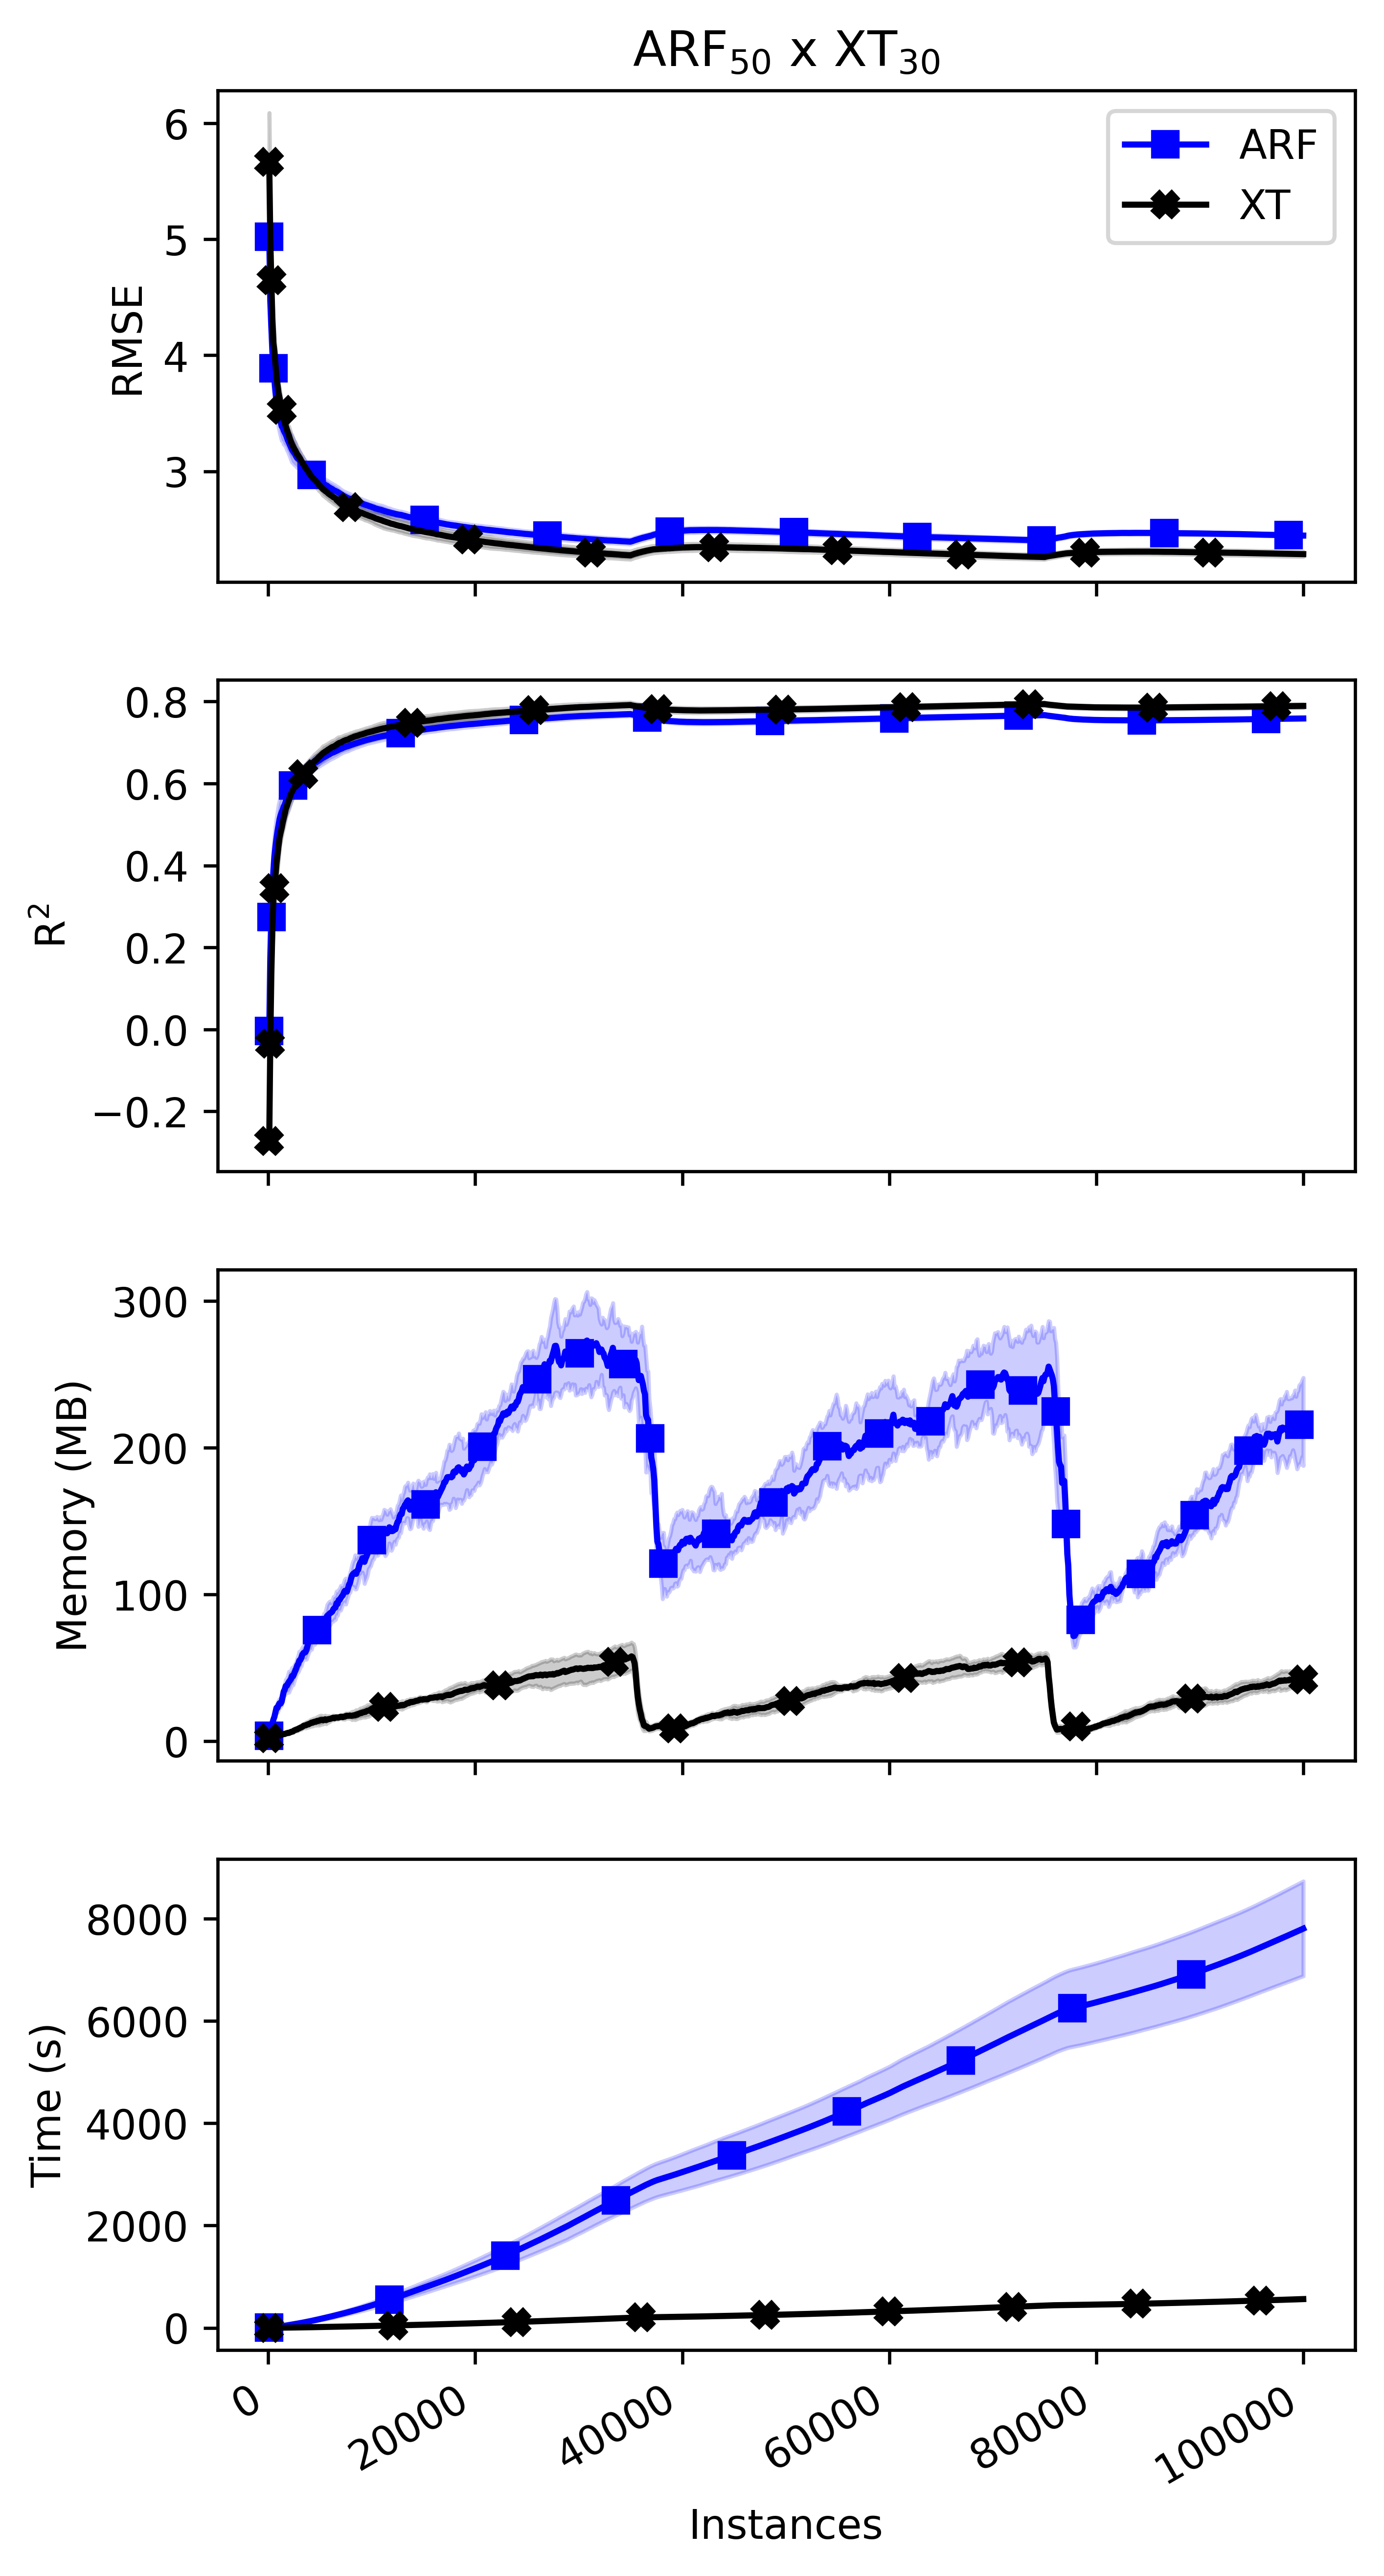 ARF₅₀ x XT₃₀
6
5
4
3
RMSE
ARF
XT
0.8
0.6
0.4
0.2
0.0
−0.2
R²
300
200
100
0
Memory (MB)
8000
6000
4000
2000
0
Time (s)
0 20000 40000 60000 80000 100000
Instances